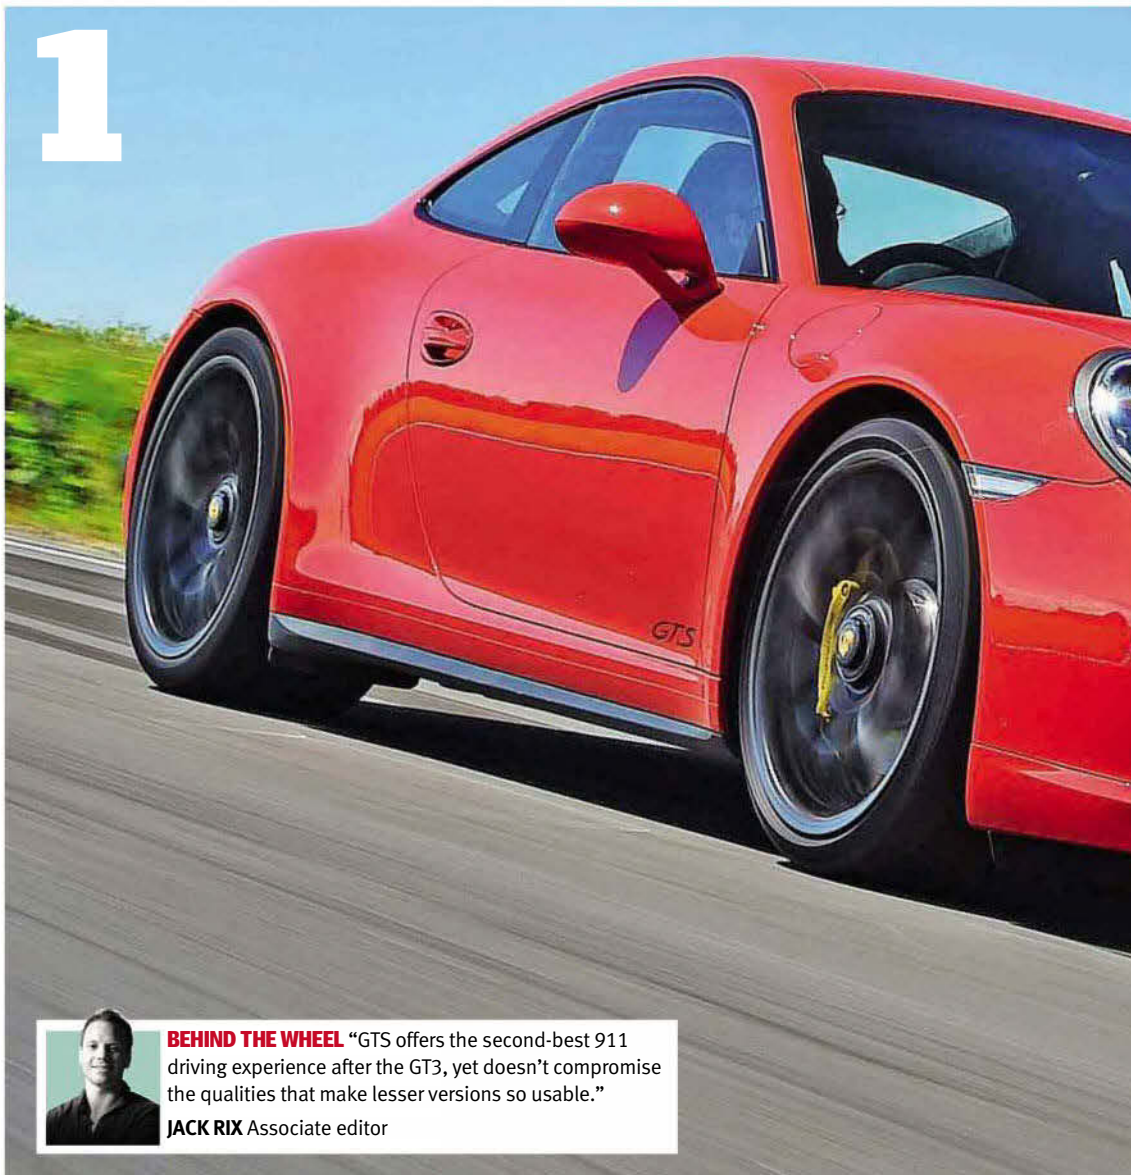 1
GTS
BEHIND THE WHEEL “GTS offers the second-best 911
driving experience after the GT3, yet doesn’t compromise
the qualities that make lesser versions so usable.”
JACK RIX Associate editor